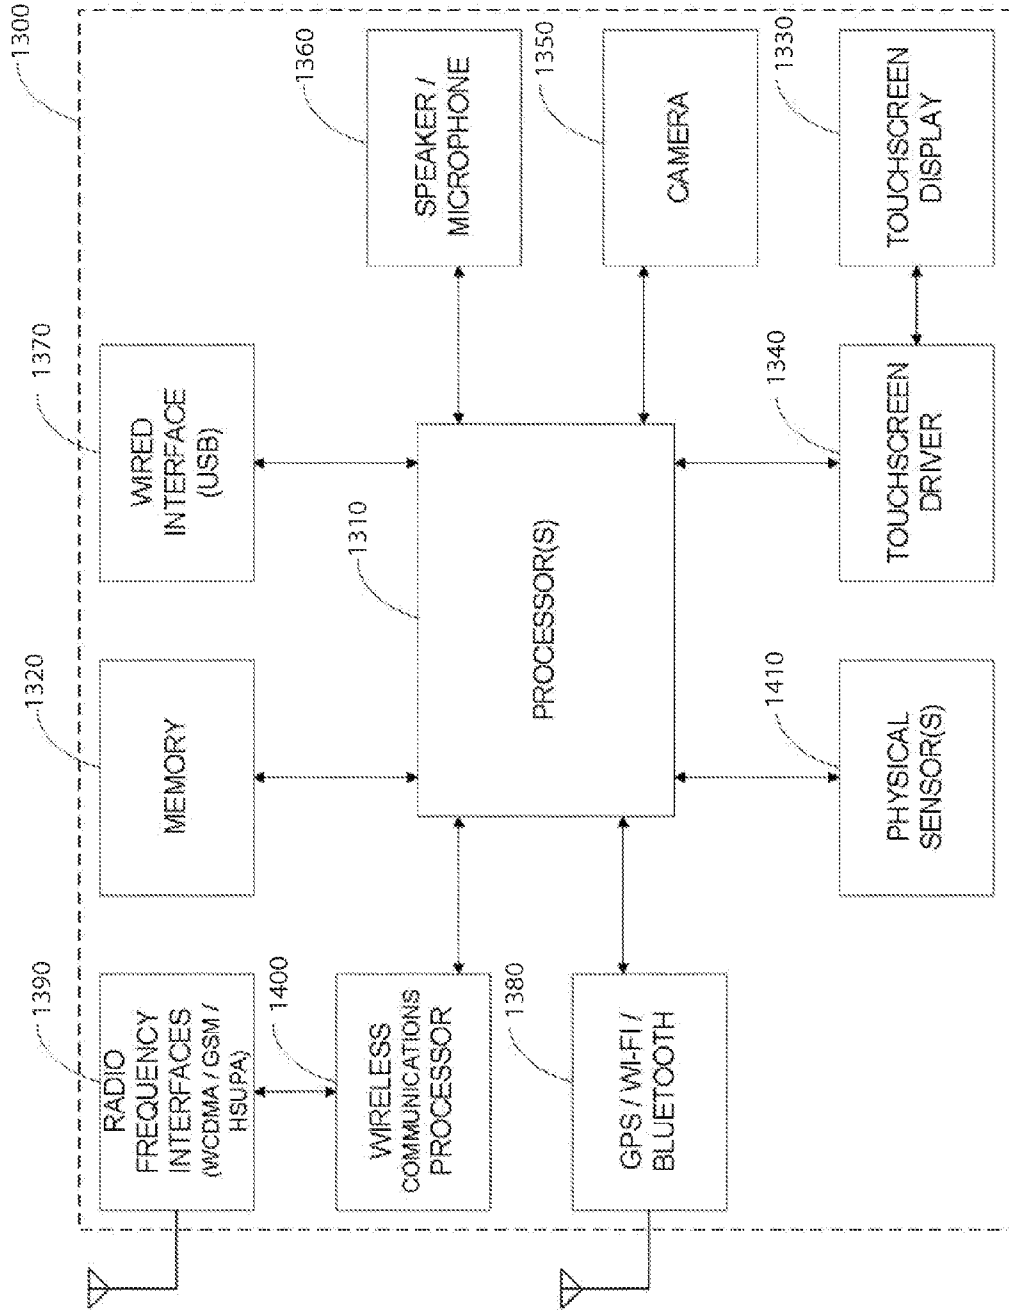 1300
1390
RADIO
FREQUENCY
INTERFACES
(WCDMA / GSM /
HSUPA)
1320
MEMORY
1370
WIRED
INTERFACE
(USB)
1360
SPEAKER /
MICROPHONE
1400
WIRELESS
COMMUNICATIONS
PROCESSOR
1310
PROCESSOR(S)
1350
CAMERA
1380
GPS / WI-FI /
BLUETOOTH
1410
PHYSICAL
SENSOR(S)
1340
TOUCHSCREEN
DRIVER
1330
TOUCHSCREEN
DISPLAY